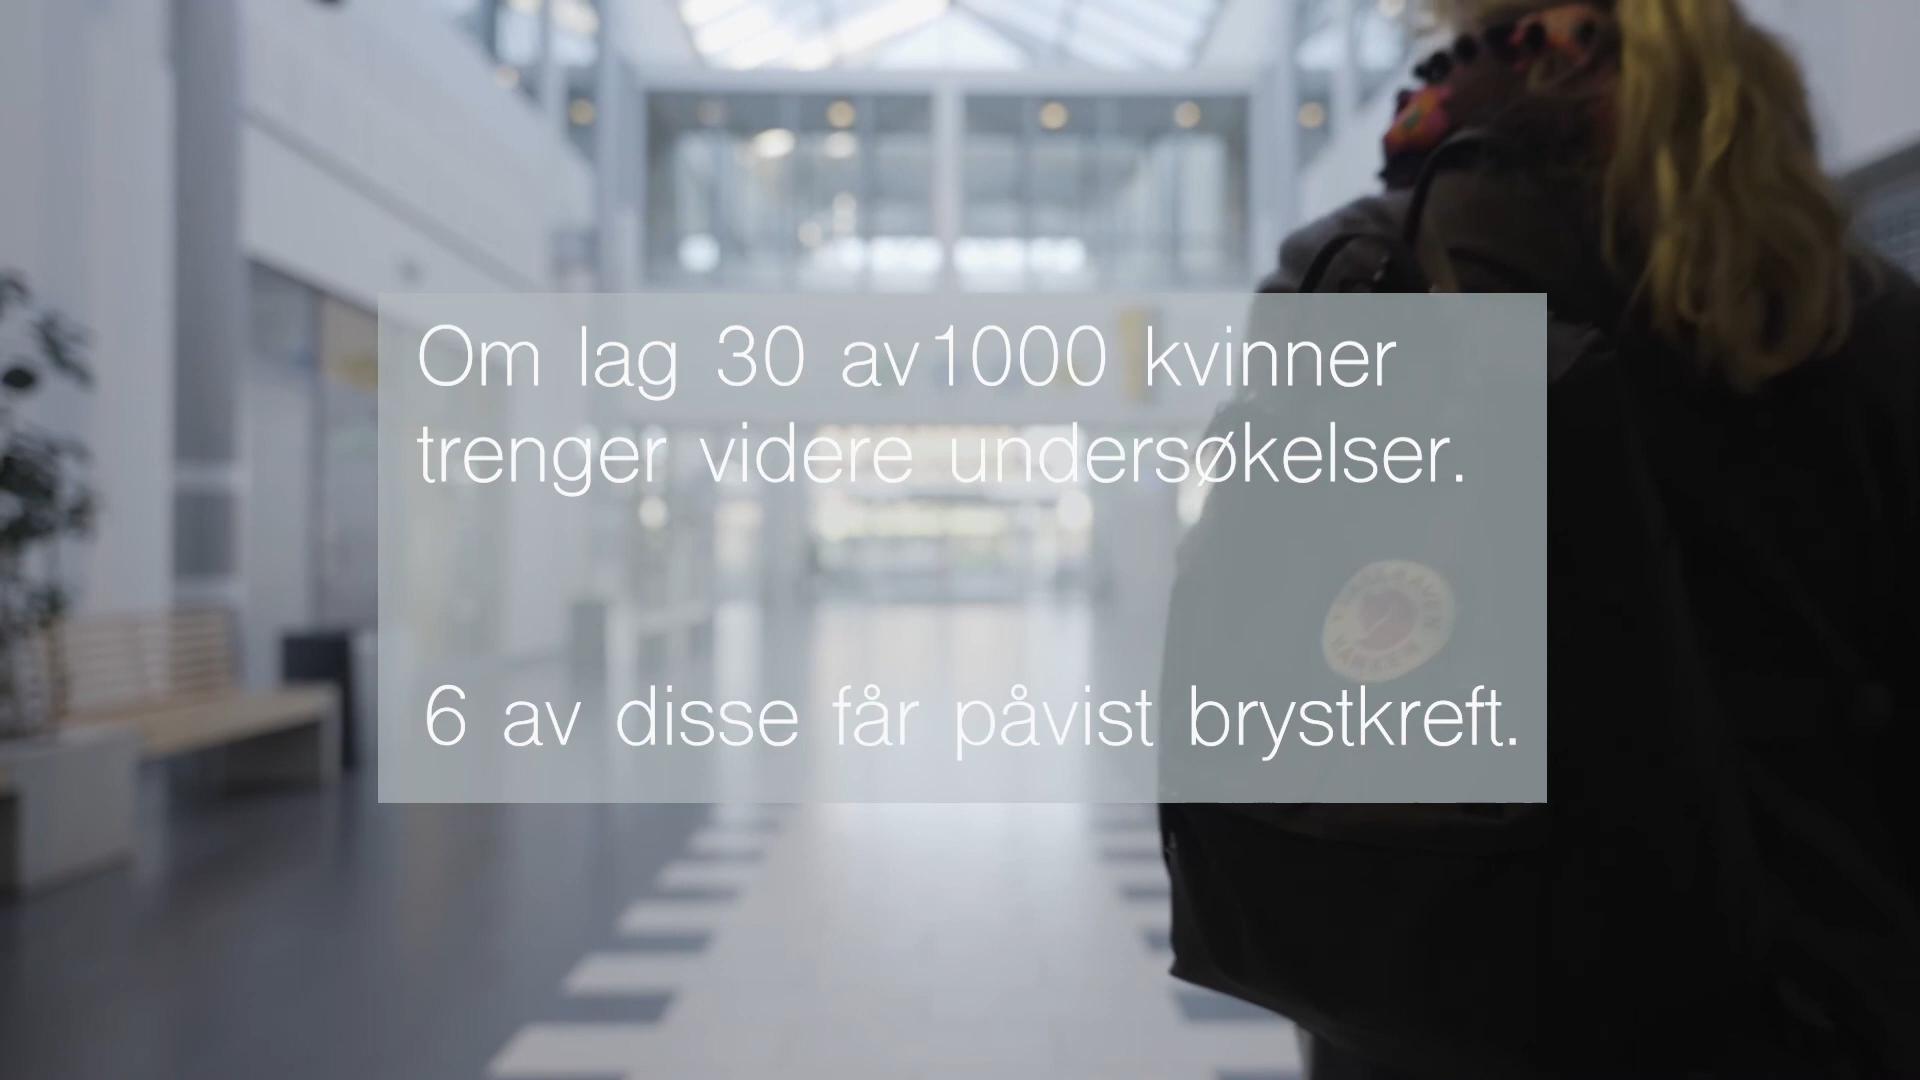 Om lag 30 av1000 kvinner
trenger videre undersøkelser.
6 av disse får påvist brystkreft.